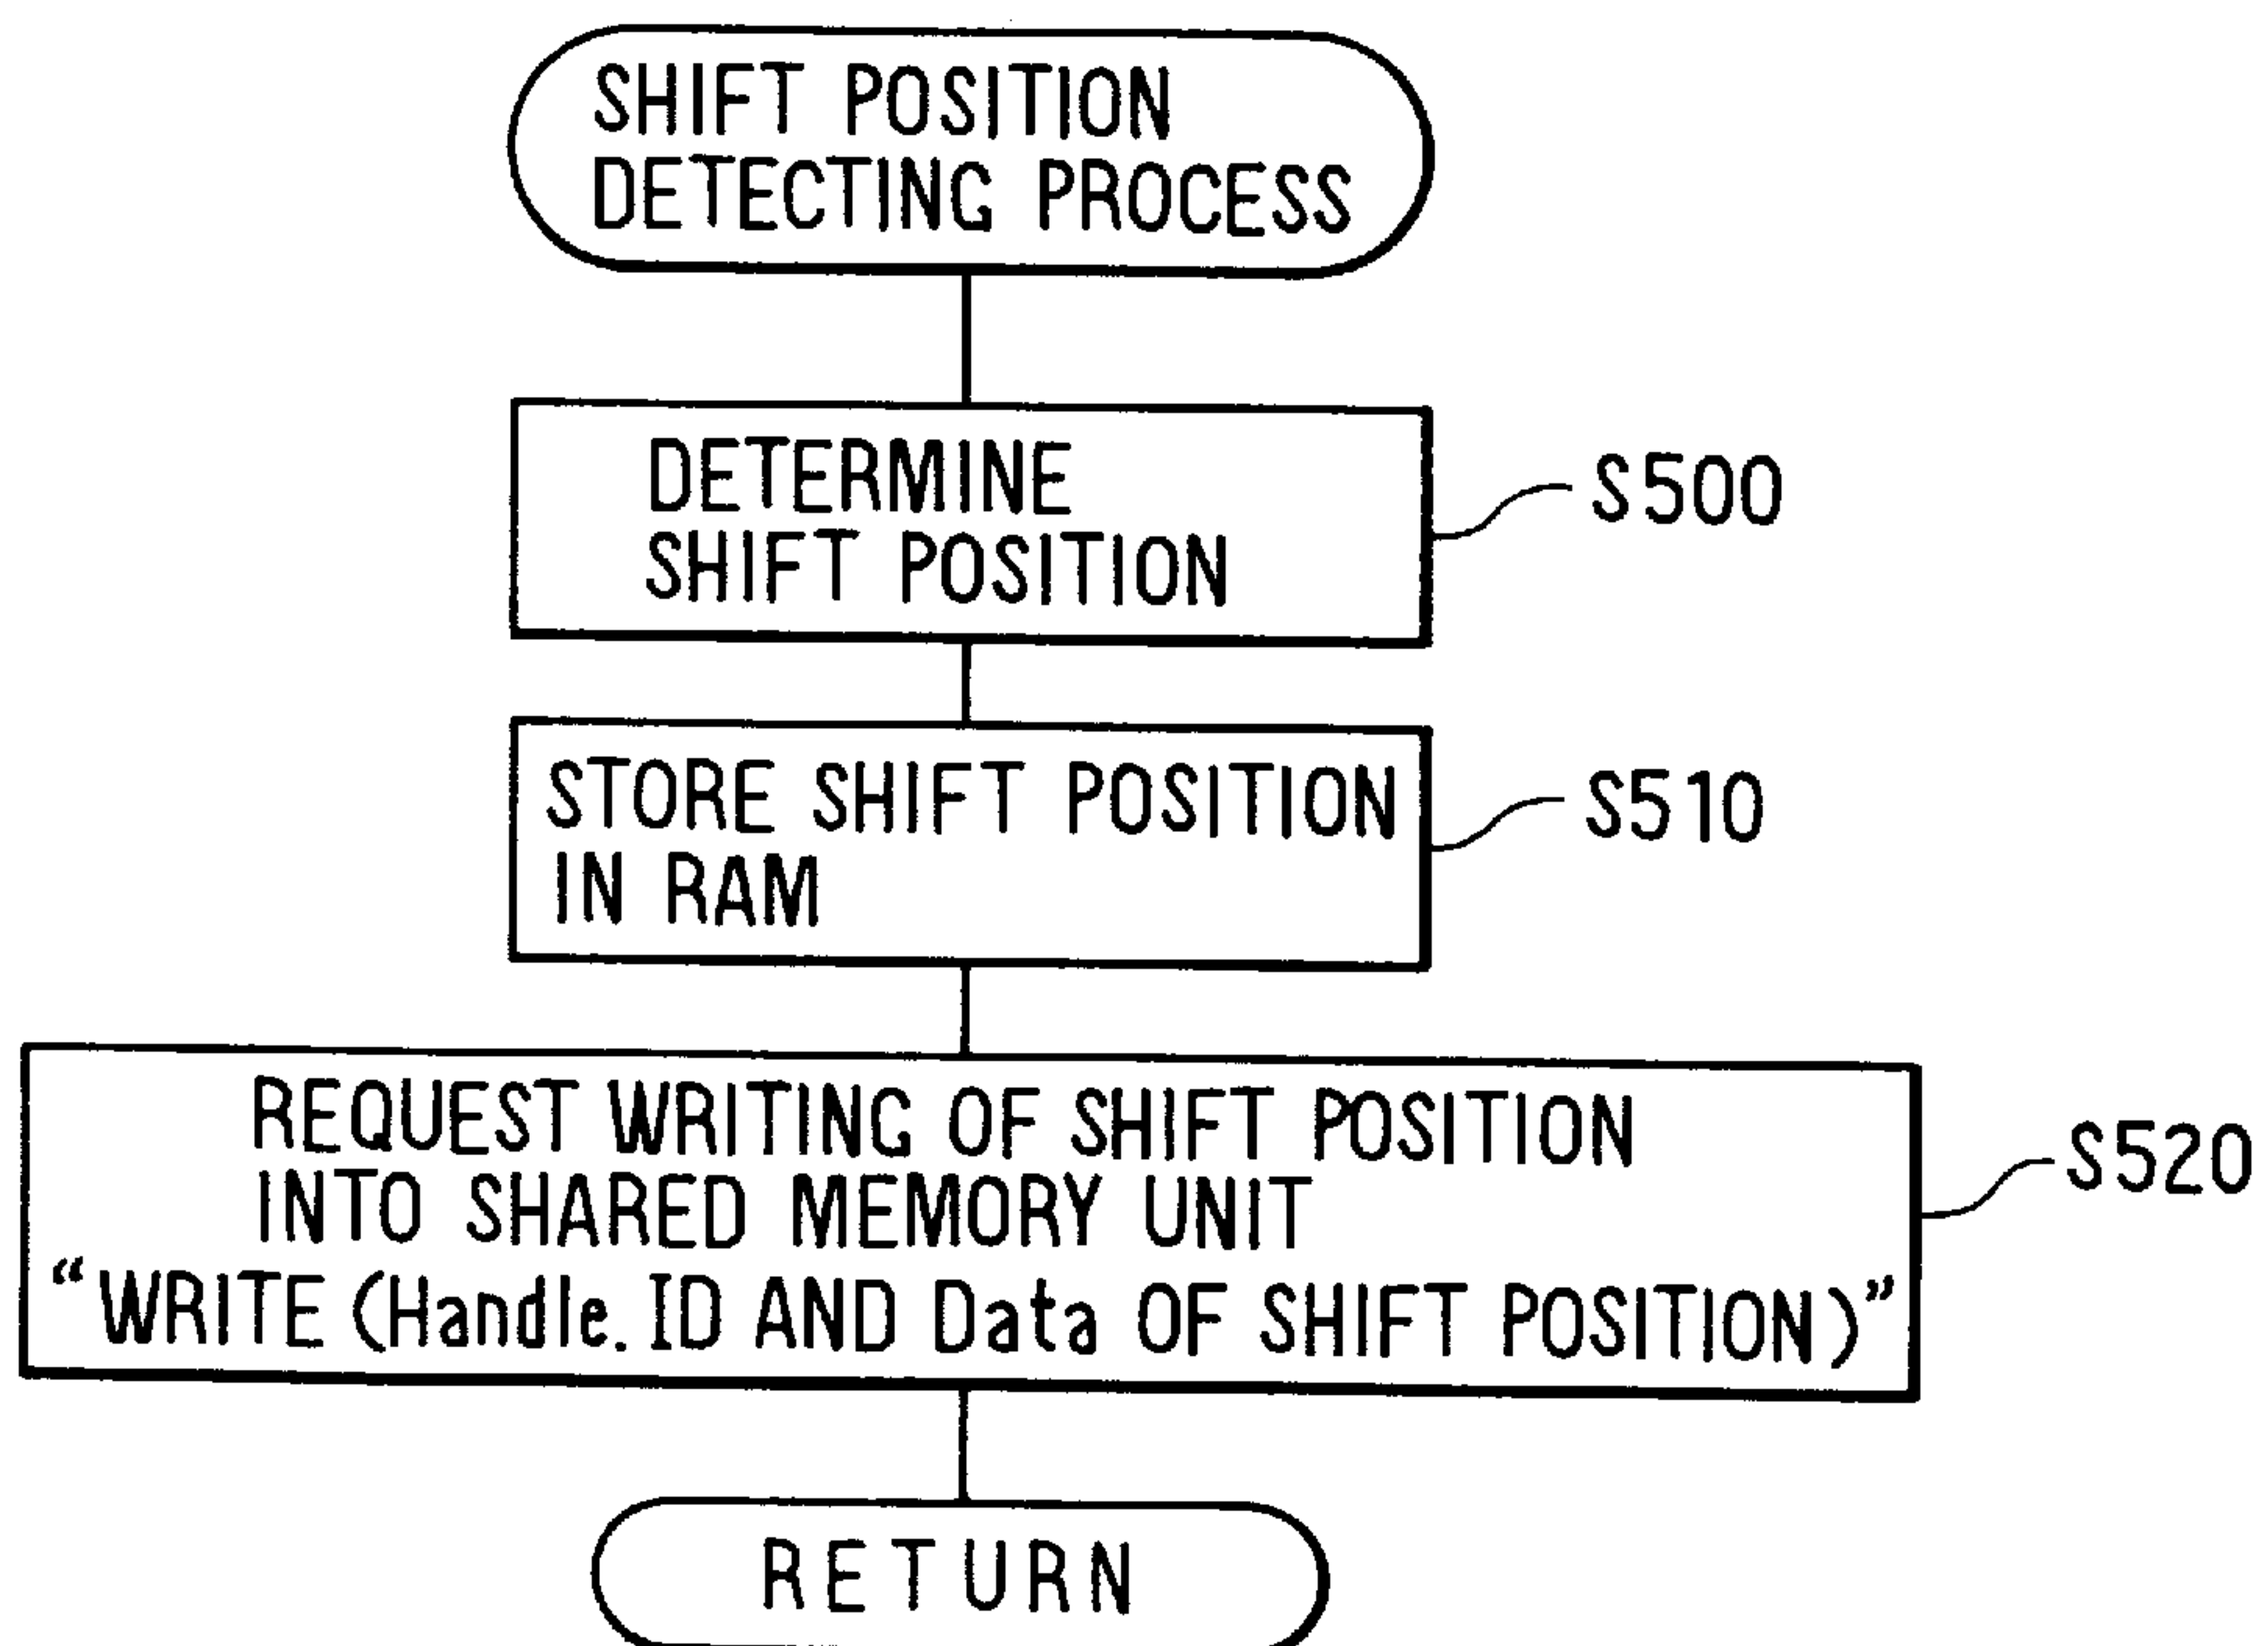 SHIFT POSITION
DETECTING PROCESS
DETERMINE
SHIFT POSITION
S500
STORE SHIFT POSITION
IN RAM
S510
REQUEST WRITING OF SHIFT POSITION
INTO SHARED MEMORY UNIT
“WRITE (Handle.ID AND Data OF SHIFT POSITION)”
S520
RETURN